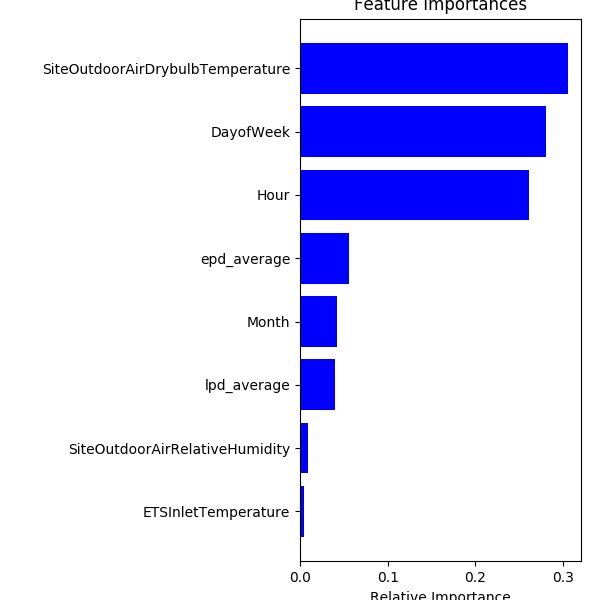 Feature Importances
SiteOutdoorAirDrybulbTemperature
DayofWeek
Hour
epd_average
Month
lpd_average
SiteOutdoorAirRelativeHumidity
ETSInletTemperature
0.0 0.1 0.2 0.3
Relative Importance